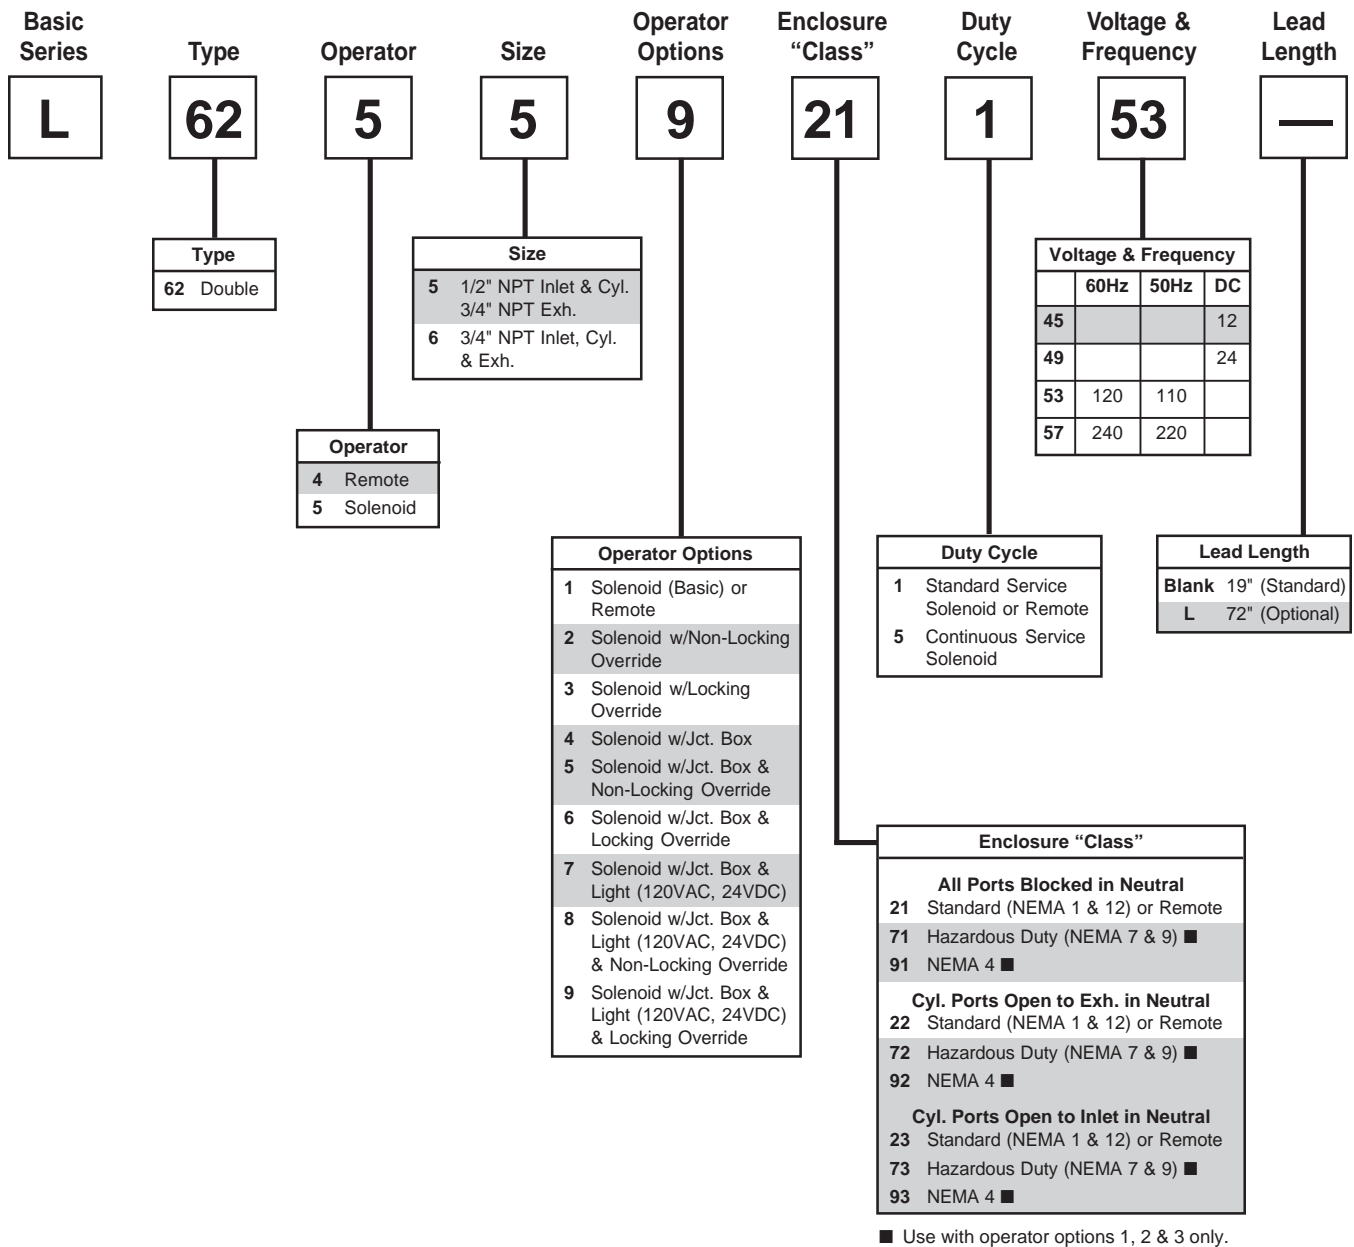 Basic Series
Type
Operator
Size
Operator Options
Enclosure “Class”
Duty Cycle
Voltage & Frequency
Lead Length
L
62
5
5
9
21
1
53
—
Type
62 Double
Size
5 1/2" NPT Inlet & Cyl.
3/4" NPT Exh.
6 3/4" NPT Inlet, Cyl.
& Exh.
Voltage & Frequency
60Hz 50Hz DC
45 12
49 24
53 120 110
57 240 220
Operator
4 Remote
5 Solenoid
Operator Options
1 Solenoid (Basic) or
Remote
2 Solenoid w/Non-Locking
Override
3 Solenoid w/Locking
Override
4 Solenoid w/Jct. Box
5 Solenoid w/Jct. Box &
Non-Locking Override
6 Solenoid w/Jct. Box &
Locking Override
7 Solenoid w/Jct. Box &
Light (120VAC, 24VDC)
8 Solenoid w/Jct. Box &
Light (120VAC, 24VDC)
& Non-Locking Override
9 Solenoid w/Jct. Box &
Light (120VAC, 24VDC)
& Locking Override
Duty Cycle
1 Standard Service
Solenoid or Remote
5 Continuous Service
Solenoid
Lead Length
Blank 19" (Standard)
L 72" (Optional)
Enclosure “Class”
All Ports Blocked in Neutral
21 Standard (NEMA 1 & 12) or Remote
71 Hazardous Duty (NEMA 7 & 9) ■
91 NEMA 4 ■
Cyl. Ports Open to Exh. in Neutral
22 Standard (NEMA 1 & 12) or Remote
72 Hazardous Duty (NEMA 7 & 9) ■
92 NEMA 4 ■
Cyl. Ports Open to Inlet in Neutral
23 Standard (NEMA 1 & 12) or Remote
73 Hazardous Duty (NEMA 7 & 9) ■
93 NEMA 4 ■
■ Use with operator options 1, 2 & 3 only.